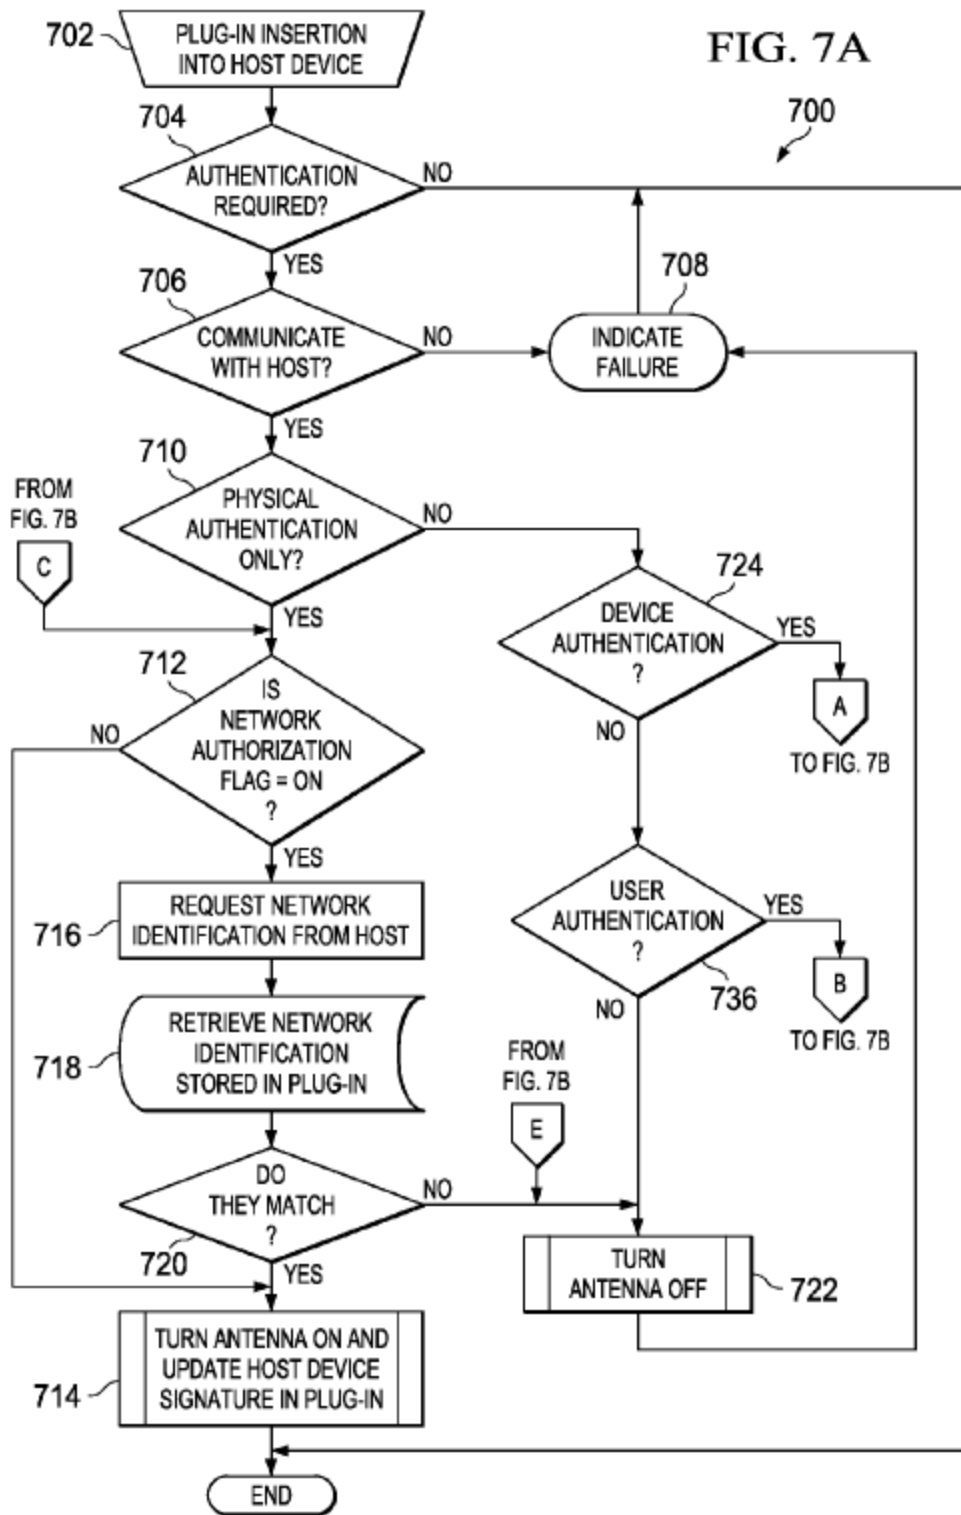 FIG. 7A
700
702
PLUG-IN INSERTION
INTO HOST DEVICE
704
AUTHENTICATION
REQUIRED?
NO
YES
706
COMMUNICATE
WITH HOST?
NO
YES
708
INDICATE
FAILURE
710
PHYSICAL
AUTHENTICATION
ONLY?
NO
YES
FROM
FIG. 7B
C
712
IS
NETWORK
AUTHORIZATION
FLAG = ON
?
NO
YES
724
DEVICE
AUTHENTICATION
?
YES
NO
A
TO FIG. 7B
716
REQUEST NETWORK
IDENTIFICATION FROM HOST
USER
AUTHENTICATION
?
YES
NO
736
B
TO FIG. 7B
718
RETRIEVE NETWORK
IDENTIFICATION
STORED IN PLUG-IN
FROM
FIG. 7B
E
DO
THEY MATCH
?
NO
720
YES
TURN
ANTENNA OFF
722
714
TURN ANTENNA ON AND
UPDATE HOST DEVICE
SIGNATURE IN PLUG-IN
END